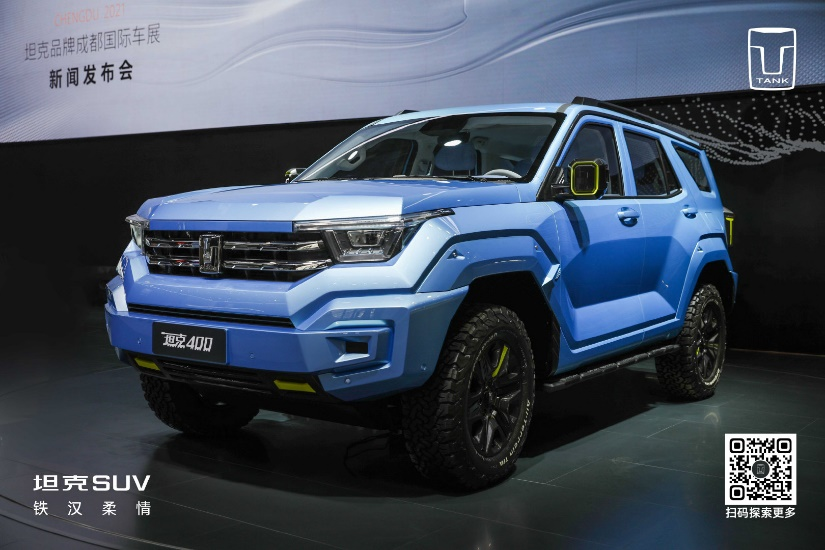 CHENGDU 2021
坦克品牌成都国际车展
新闻发布会
TANK
坦克400
坦克SUV
铁汉柔情
扫码探索更多